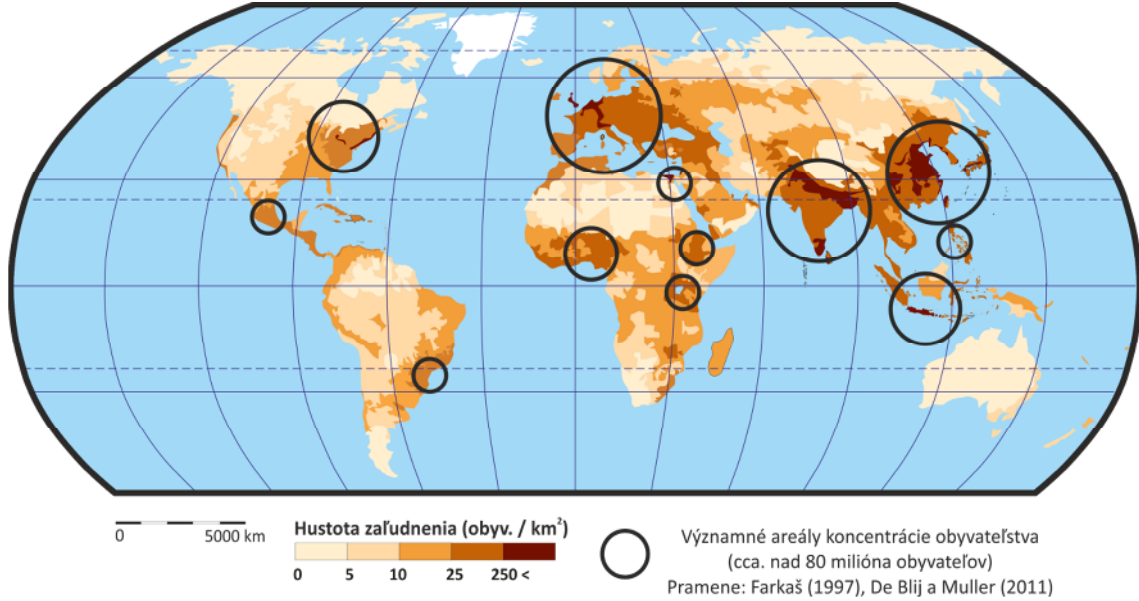 0 5000 km
Hustota zaľudnenia (obyv. / km²)
0 5 10 25 250 <
Významné areály koncentrácie obyvateľstva
(cca. nad 80 milióna obyvateľov)
Pramene: Farkaš (1997), De Blij a Muller (2011)